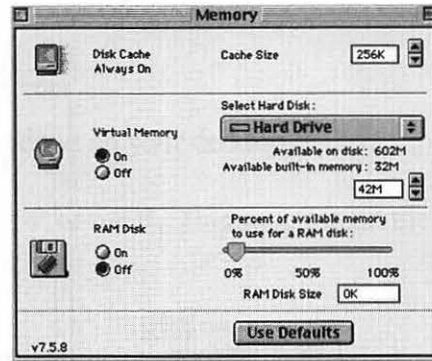 Memory
Disk Cache
Always On
Cache Size
256K
Select Hard Disk:
Hard Drive
Virtual Memory
On
Off
Available on disk: 602M
Available built-in memory: 32M
42M
RAM Disk
On
Off
Percent of available memory
to use for a RAM disk:
0% 50% 100%
RAM Disk Size 0K
Use Defaults
v7.5.8